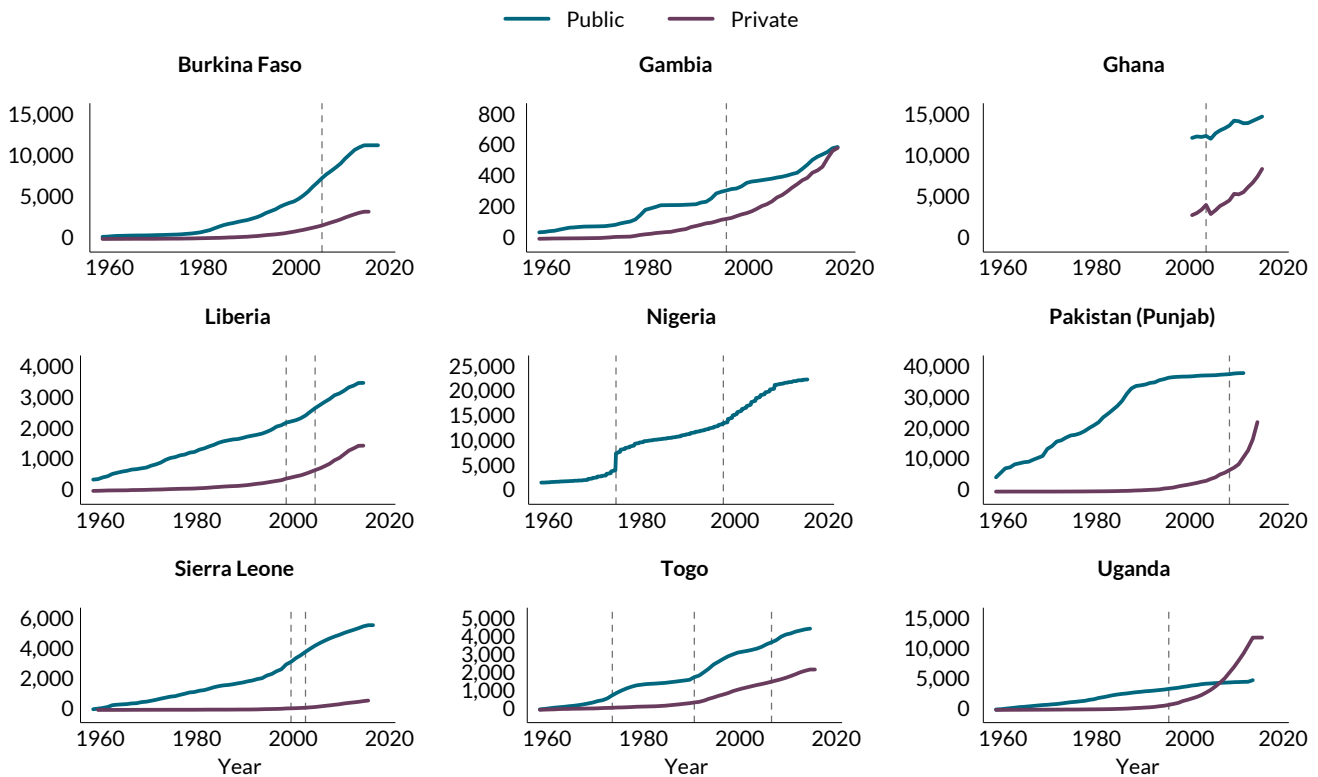 Public Private
Burkina Faso
15,000
10,000
5,000
0
1960 1980 2000 2020
Gambia
800
600
400
200
0
1960 1980 2000 2020
Ghana
15,000
10,000
5,000
0
1960 1980 2000 2020
Liberia
4,000
3,000
2,000
1,000
0
1960 1980 2000 2020
Nigeria
25,000
20,000
15,000
10,000
5,000
0
1960 1980 2000 2020
Pakistan (Punjab)
40,000
30,000
20,000
10,000
0
1960 1980 2000 2020
Sierra Leone
6,000
4,000
2,000
0
1960 1980 2000 2020
Year
Togo
5,000
4,000
3,000
2,000
1,000
0
1960 1980 2000 2020
Year
Uganda
15,000
10,000
5,000
0
1960 1980 2000 2020
Year